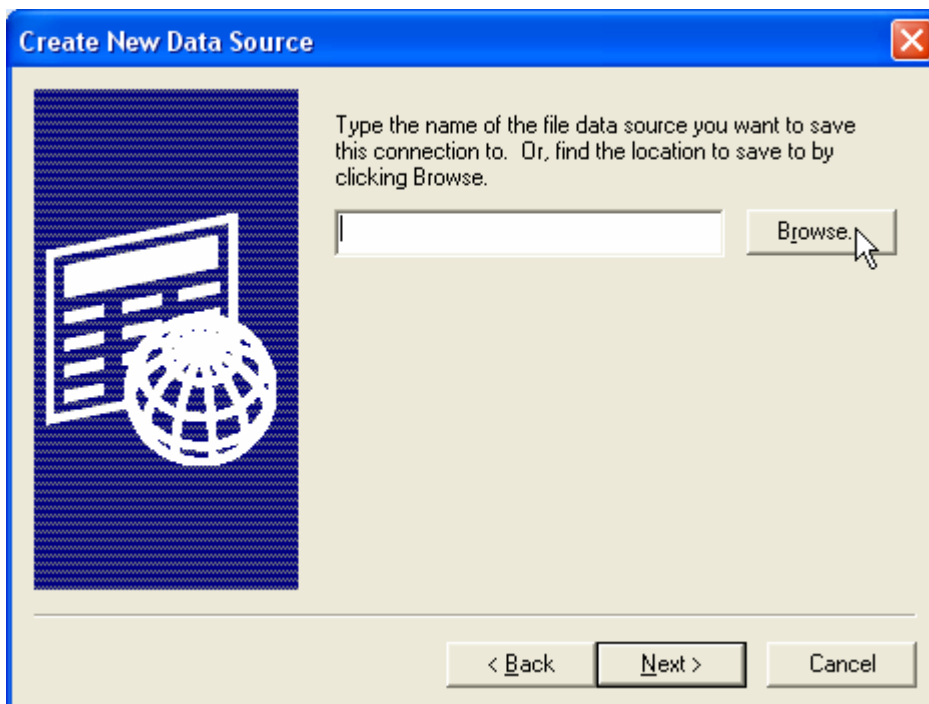 Create New Data Source
Type the name of the file data source you want to save
this connection to.  Or, find the location to save to by
clicking Browse.
Browse...
< Back
Next >
Cancel